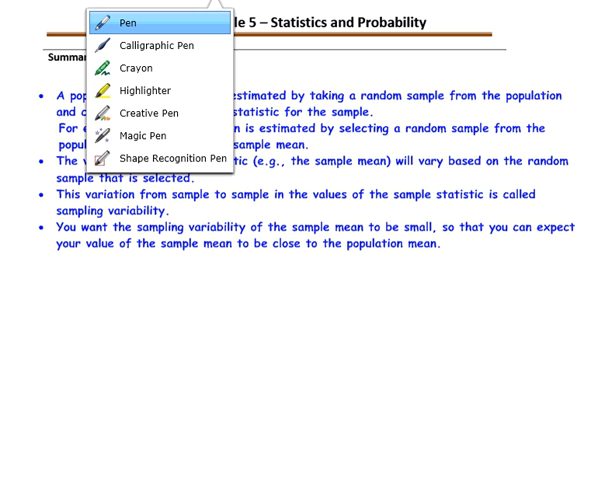 Pen
le 5 – Statistics and Probability
Calligraphic Pen
Summar
Crayon
Highlighter
Creative Pen
Magic Pen
Shape Recognition Pen
• A pop estimated by taking a random sample from the population
and statistic for the sample.
For n is estimated by selecting a random sample from the
popul sample mean.
• The v tic (e.g., the sample mean) will vary based on the random
sample that is selected.
• This variation from sample to sample in the values of the sample statistic is called
sampling variability.
• You want the sampling variability of the sample mean to be small, so that you can expect
your value of the sample mean to be close to the population mean.